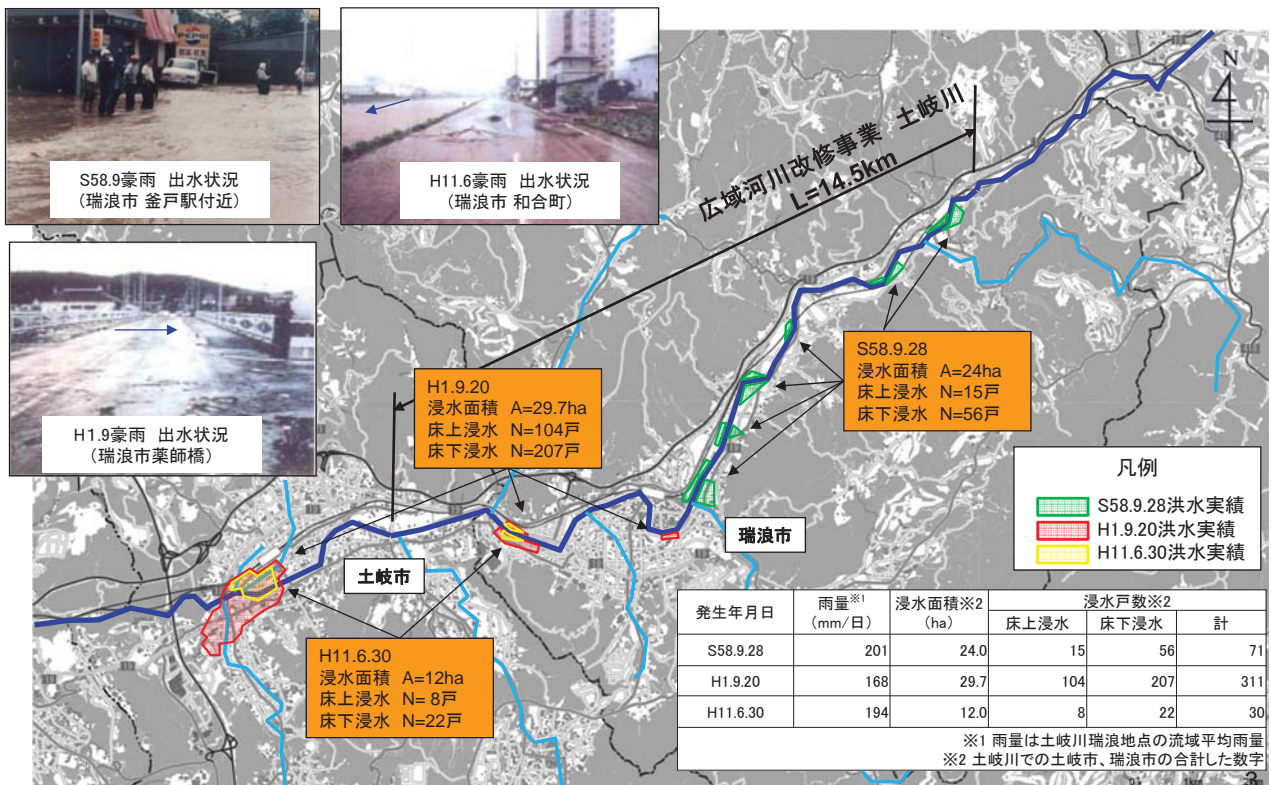 PEPSI
S58.9豪雨 出水状況
(瑞浪市 釜戸駅付近)
H11.6豪雨 出水状況
(瑞浪市 和合町)
H1.9豪雨 出水状況
(瑞浪市薬師橋)
N
広域河川改修事業 土岐川
L=14.5km
H1.9.20
浸水面積 A=29.7ha
床上浸水 N=104戸
床下浸水 N=207戸
S58.9.28
浸水面積 A=24ha
床上浸水 N=15戸
床下浸水 N=56戸
凡例
S58.9.28洪水実績
H1.9.20洪水実績
H11.6.30洪水実績
瑞浪市
土岐市
H11.6.30
浸水面積 A=12ha
床上浸水 N= 8戸
床下浸水 N=22戸
発生年月日 雨量※1 (mm/日) 浸水面積※2 (ha) 浸水戸数※2
床上浸水 床下浸水 計
S58.9.28 201 24.0 15 56 71
H1.9.20 168 29.7 104 207 311
H11.6.30 194 12.0 8 22 30
※1 雨量は土岐川瑞浪地点の流域平均雨量
※2 土岐川での土岐市、瑞浪市の合計した数字
3